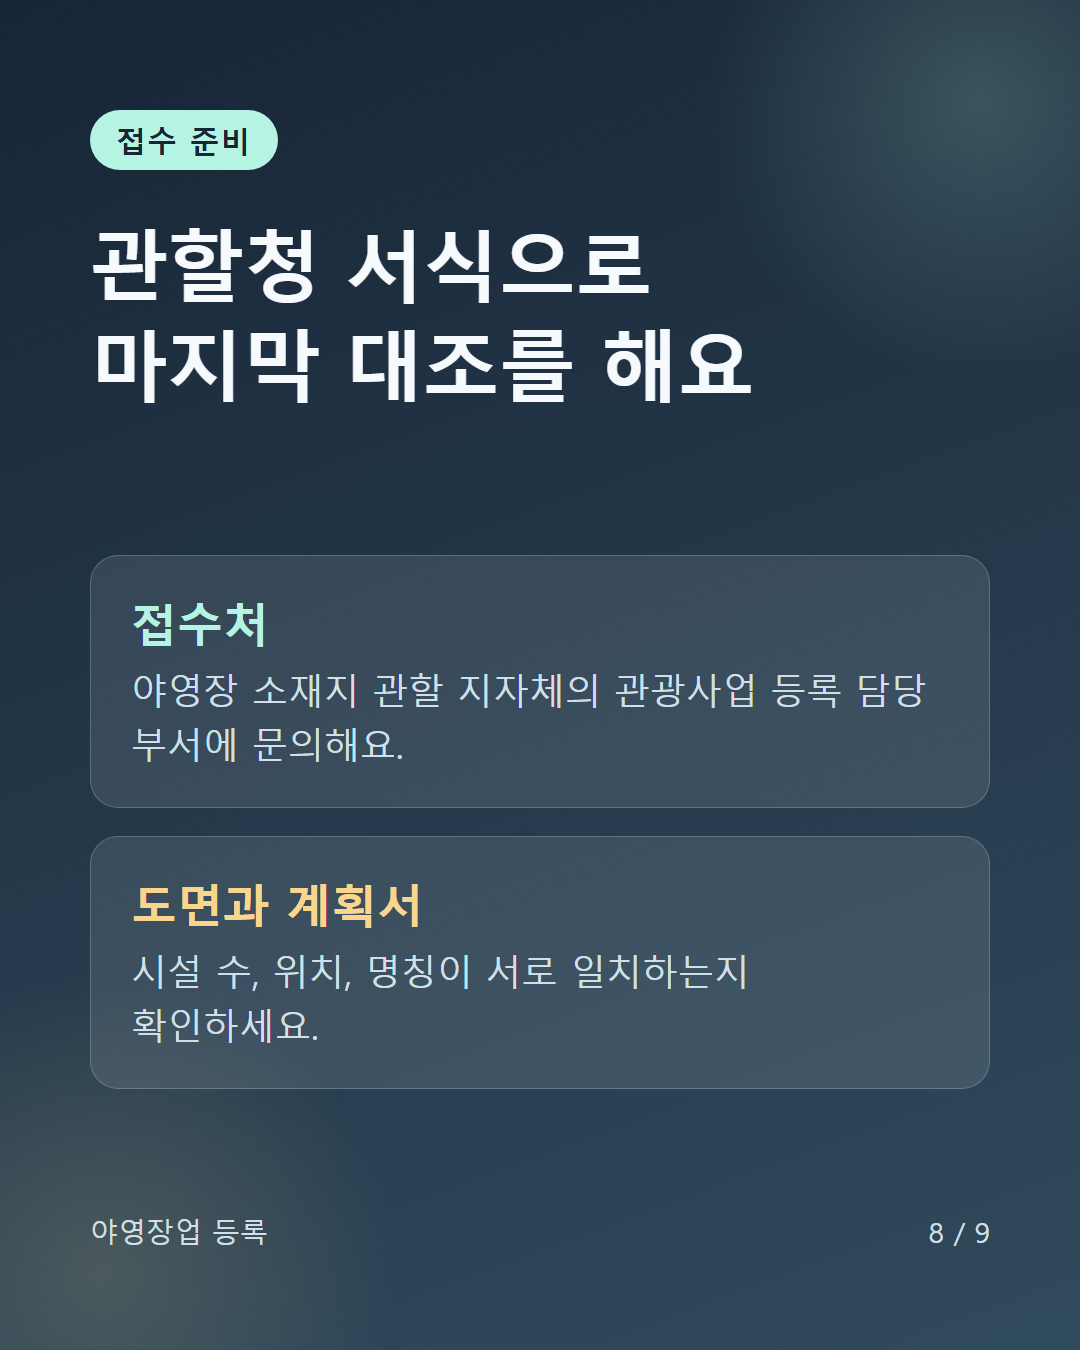 접수 준비
관할청 서식으로
마지막 대조를 해요
접수처
야영장 소재지 관할 지자체의 관광사업 등록 담당
부서에 문의해요.
도면과 계획서
시설 수, 위치, 명칭이 서로 일치하는지
확인하세요.
야영장업 등록
8 / 9